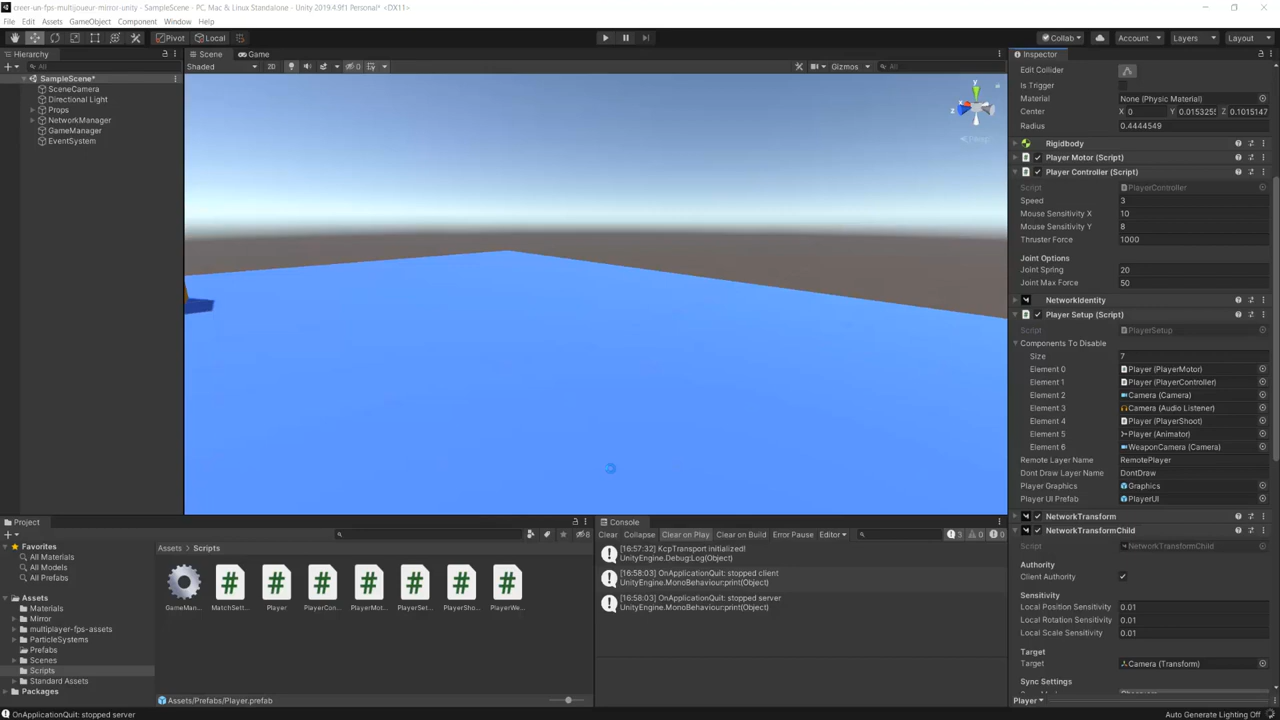 creer-un-fps-multijoueur-mirror-unity - SampleScene - PC, Mac & Linux Standalone - Unity 2019.4.9f1 Personal* <DX11>
File Edit Assets GameObject Component Window Help
Pivot Local Collab Account Layers Layout
Hierarchy
All
SampleScene*
SceneCamera
Directional Light
Props
NetworkManager
GameManager
EventSystem
Scene Game
Shaded 2D 0 Gizmos All
y
z
Persp
Inspector
Edit Collider
Is Trigger
Material None (Physic Material)
Center X 0 Y 0.015325 Z 0.1015147
Radius 0.4444549
Rigidbody
Player Motor (Script)
Player Controller (Script)
Script PlayerController
Speed 3
Mouse Sensitivity X 10
Mouse Sensitivity Y 8
Thruster Force 1000
Joint Options
Joint Spring 20
Joint Max Force 50
NetworkIdentity
Player Setup (Script)
Script PlayerSetup
Components To Disable
Size 7
Element 0 Player (PlayerMotor)
Element 1 Player (PlayerController)
Element 2 Camera (Camera)
Element 3 Camera (Audio Listener)
Element 4 Player (PlayerShoot)
Element 5 Player (Animator)
Element 6 WeaponCamera (Camera)
Remote Layer Name RemotePlayer
Dont Draw Layer Name DontDraw
Player Graphics Graphics
Player UI Prefab PlayerUI
NetworkTransform
NetworkTransformChild
Script NetworkTransformChild
Authority
Client Authority
Sensitivity
Local Position Sensitivity 0.01
Local Rotation Sensitivity 0.01
Local Scale Sensitivity 0.01
Target
Target Camera (Transform)
Sync Settings
Player
Project
8
Favorites
All Materials
All Models
All Prefabs
Assets
Materials
Mirror
multiplayer-fps-assets
ParticleSystems
Prefabs
Scenes
Scripts
Standard Assets
Packages
Assets > Scripts
GameMan... MatchSett... Player PlayerCon... PlayerMot... PlayerSet... PlayerSho... PlayerWe...
Assets/Prefabs/Player.prefab
Console
Clear Collapse Clear on Play Clear on Build Error Pause Editor 3 0 0
[16:57:32] KcpTransport initialized!
UnityEngine.Debug:Log(Object)
[16:58:03] OnApplicationQuit: stopped client
UnityEngine.MonoBehaviour:print(Object)
[16:58:03] OnApplicationQuit: stopped server
UnityEngine.MonoBehaviour:print(Object)
OnApplicationQuit: stopped server
Auto Generate Lighting Off